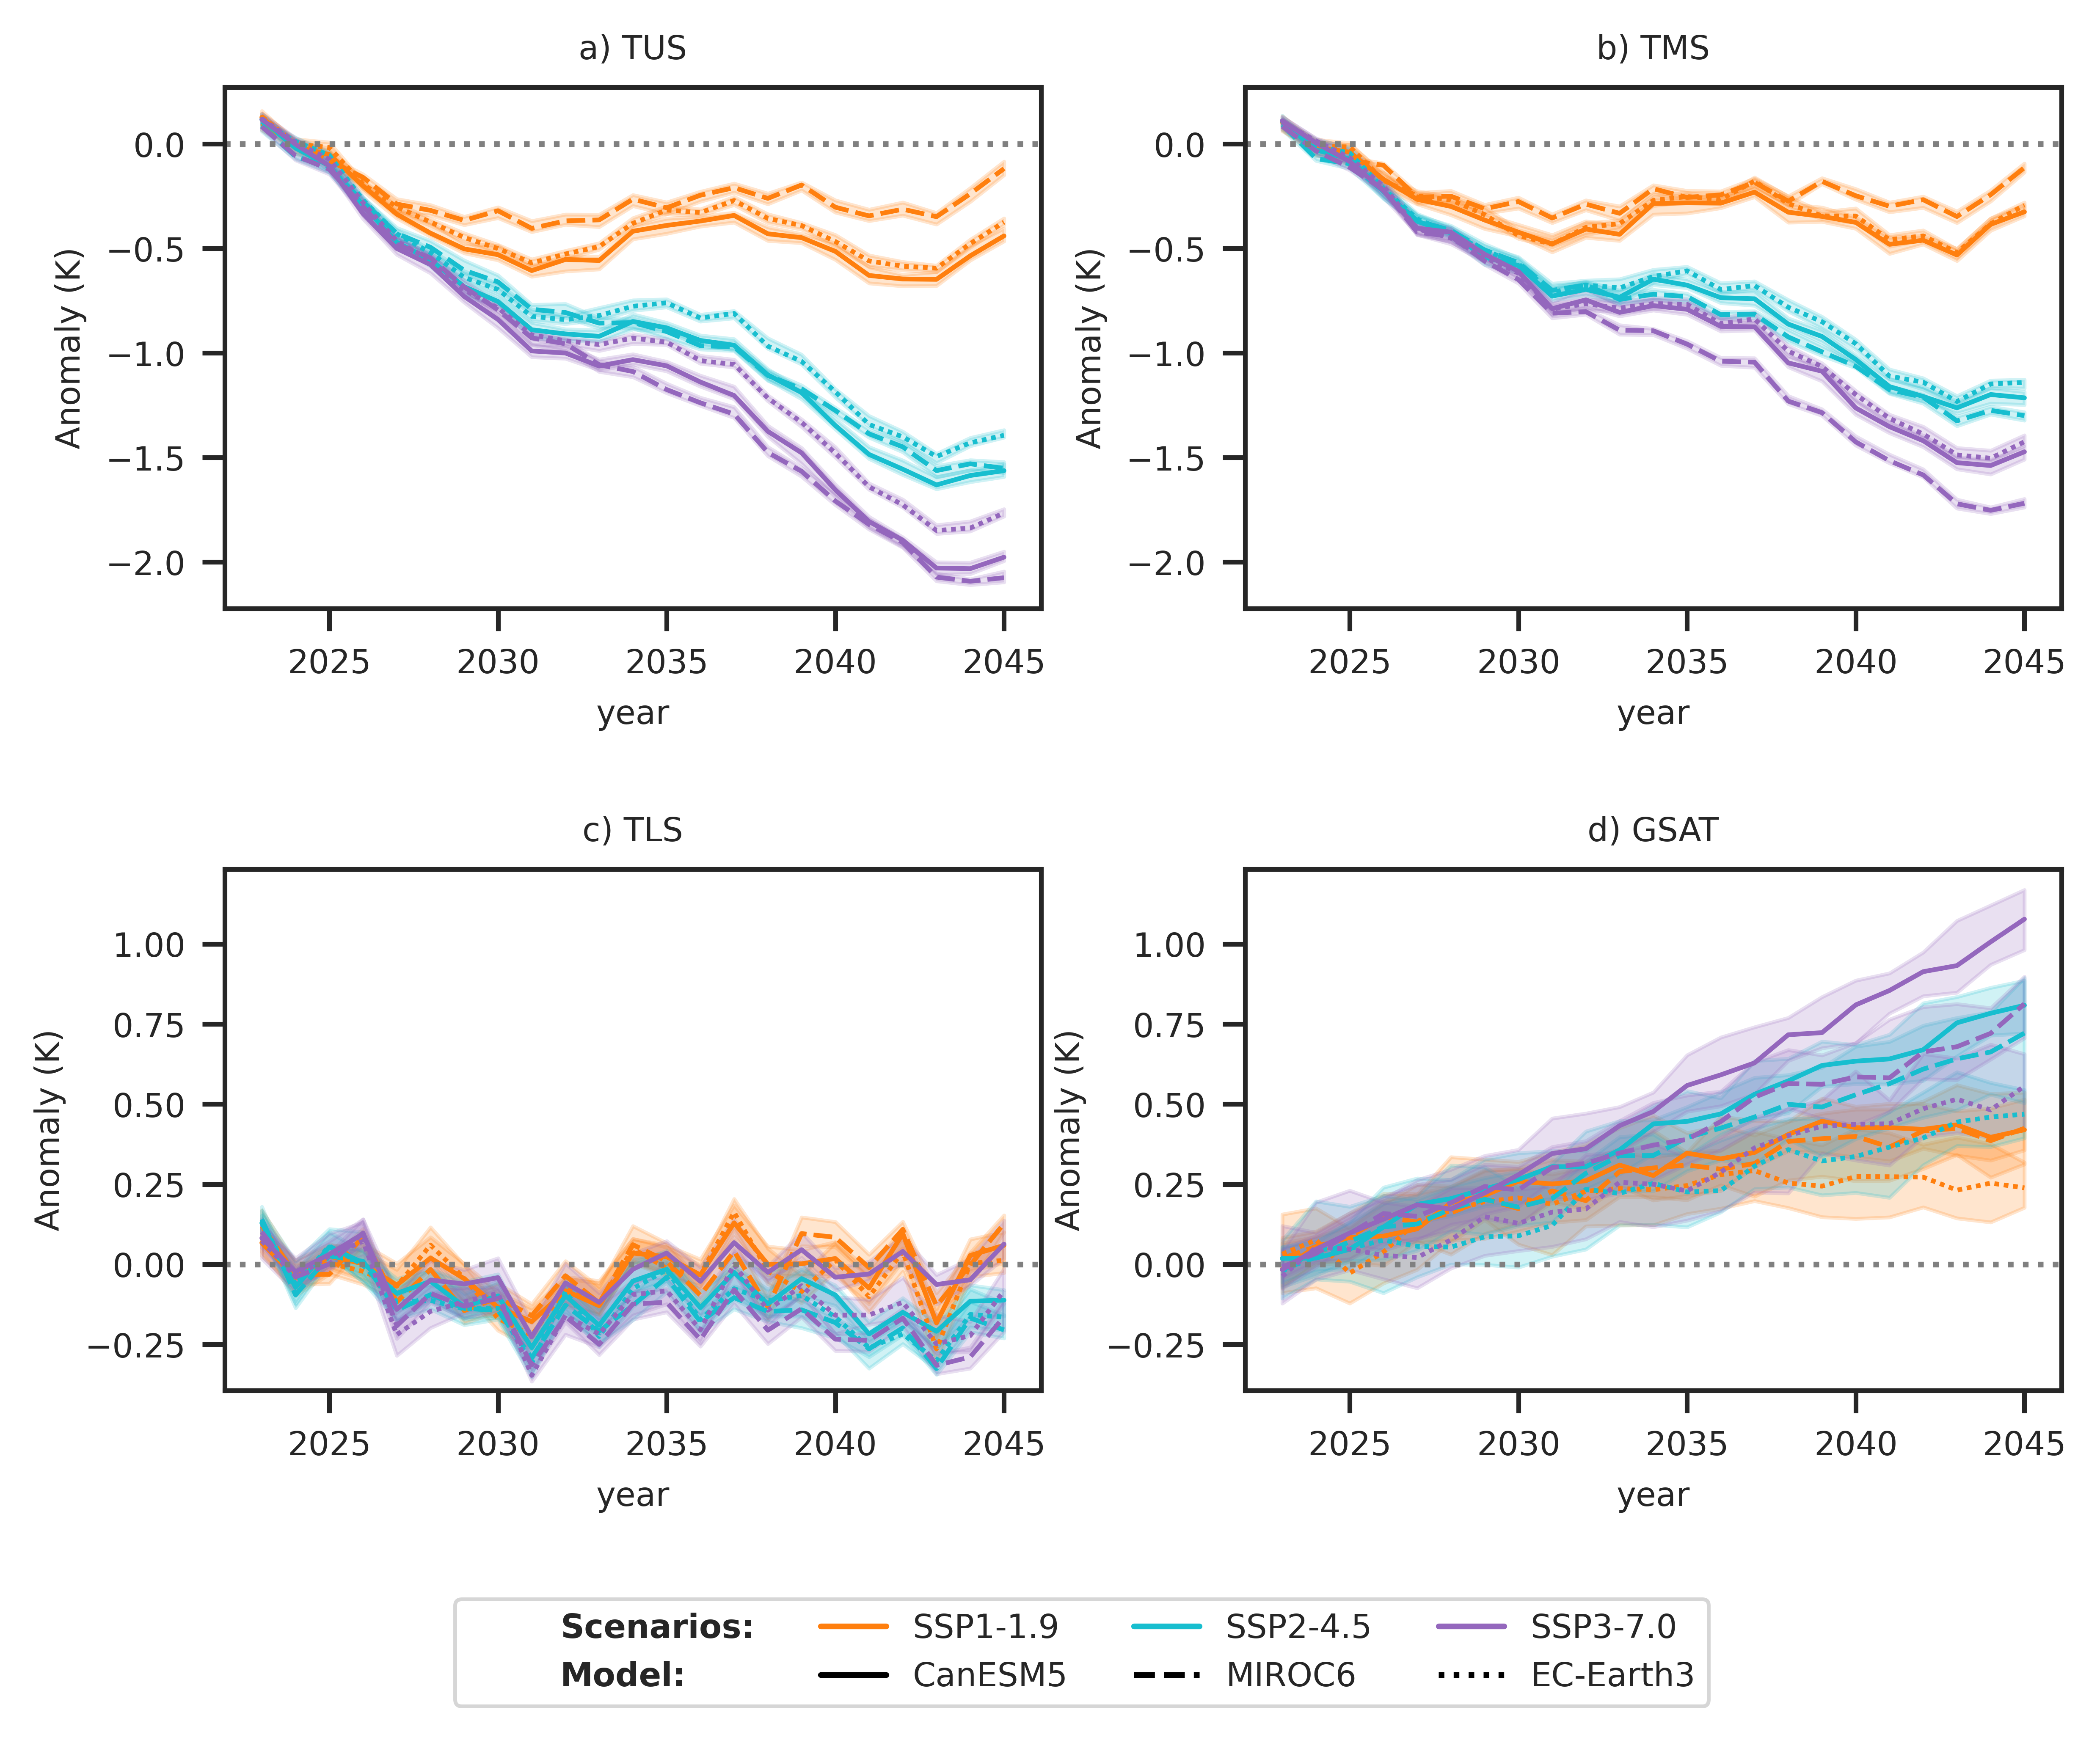 a) TUS
b) TMS
0.0
−0.5
−1.0
−1.5
−2.0
Anomaly (K)
2025 2030 2035 2040 2045
year
0.0
−0.5
−1.0
−1.5
−2.0
Anomaly (K)
2025 2030 2035 2040 2045
year
c) TLS
d) GSAT
1.00
0.75
0.50
0.25
0.00
−0.25
Anomaly (K)
2025 2030 2035 2040 2045
year
1.00
0.75
0.50
0.25
0.00
−0.25
Anomaly (K)
2025 2030 2035 2040 2045
year
Scenarios: SSP1-1.9 SSP2-4.5 SSP3-7.0
Model: CanESM5 MIROC6 EC-Earth3